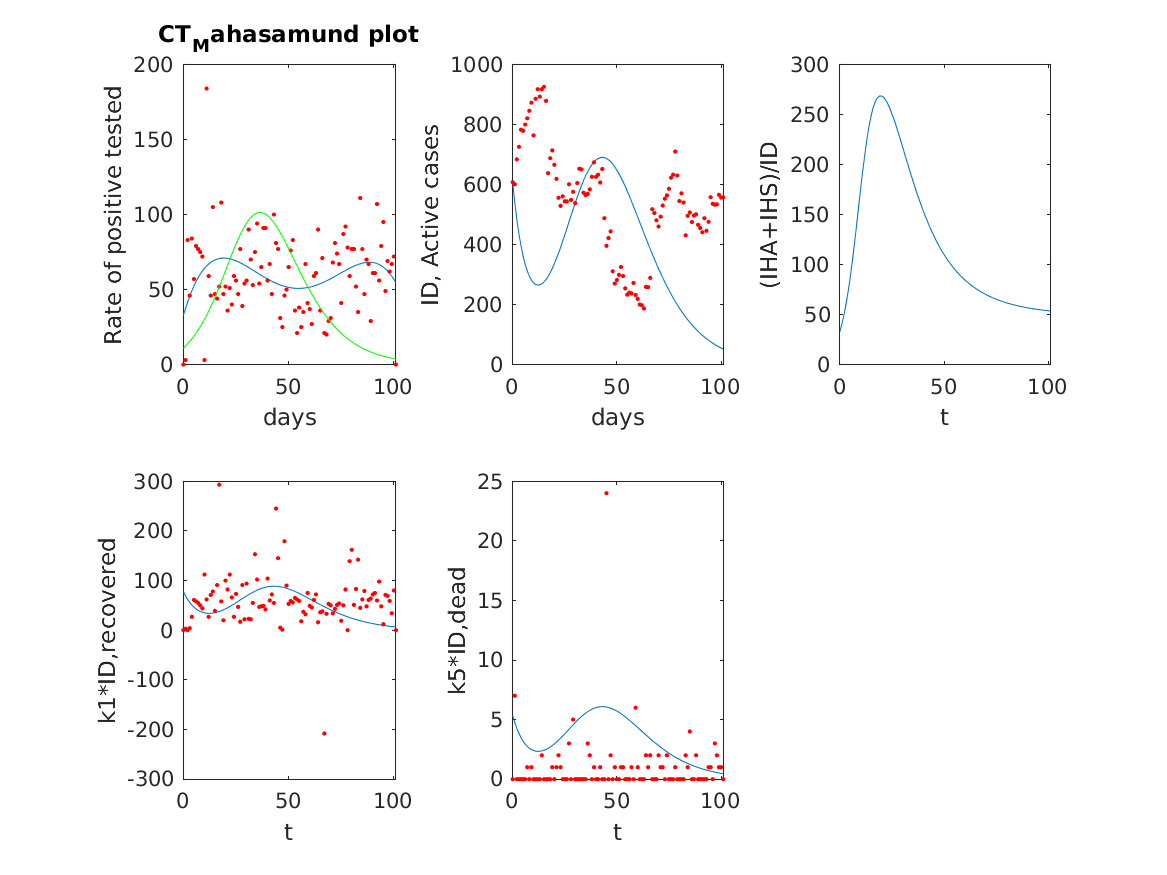 CT_Mahasamund plot
200
150
100
50
0
0 50 100
Rate of positive tested
days
1000
800
600
400
200
0
0 50 100
ID, Active cases
days
300
250
200
150
100
50
0
0 50 100
(IHA+IHS)/ID
t
300
200
100
0
-100
-200
-300
0 50 100
k1*ID,recovered
t
25
20
15
10
5
0
0 50 100
k5*ID,dead
t